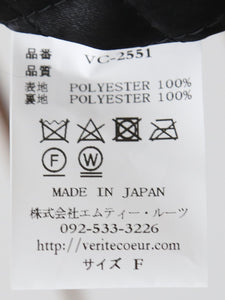 品番 VC-2551
品質
表地 POLYESTER 100%
裏地 POLYESTER 100%
F W
MADE IN JAPAN
株式会社エムティー・ルーツ
092-533-3226
http://veritecoeur.com/
サイズ F